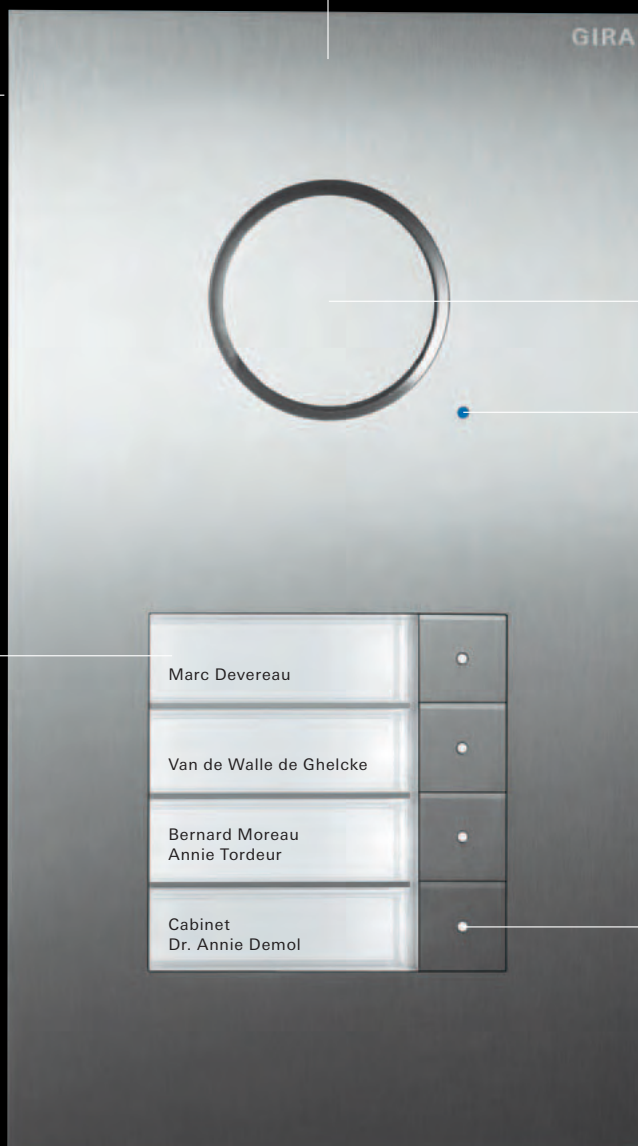 GIRA
Marc Devereau
Van de Walle de Ghelcke
Bernard Moreau
Annie Tordeur
Cabinet
Dr. Annie Demol